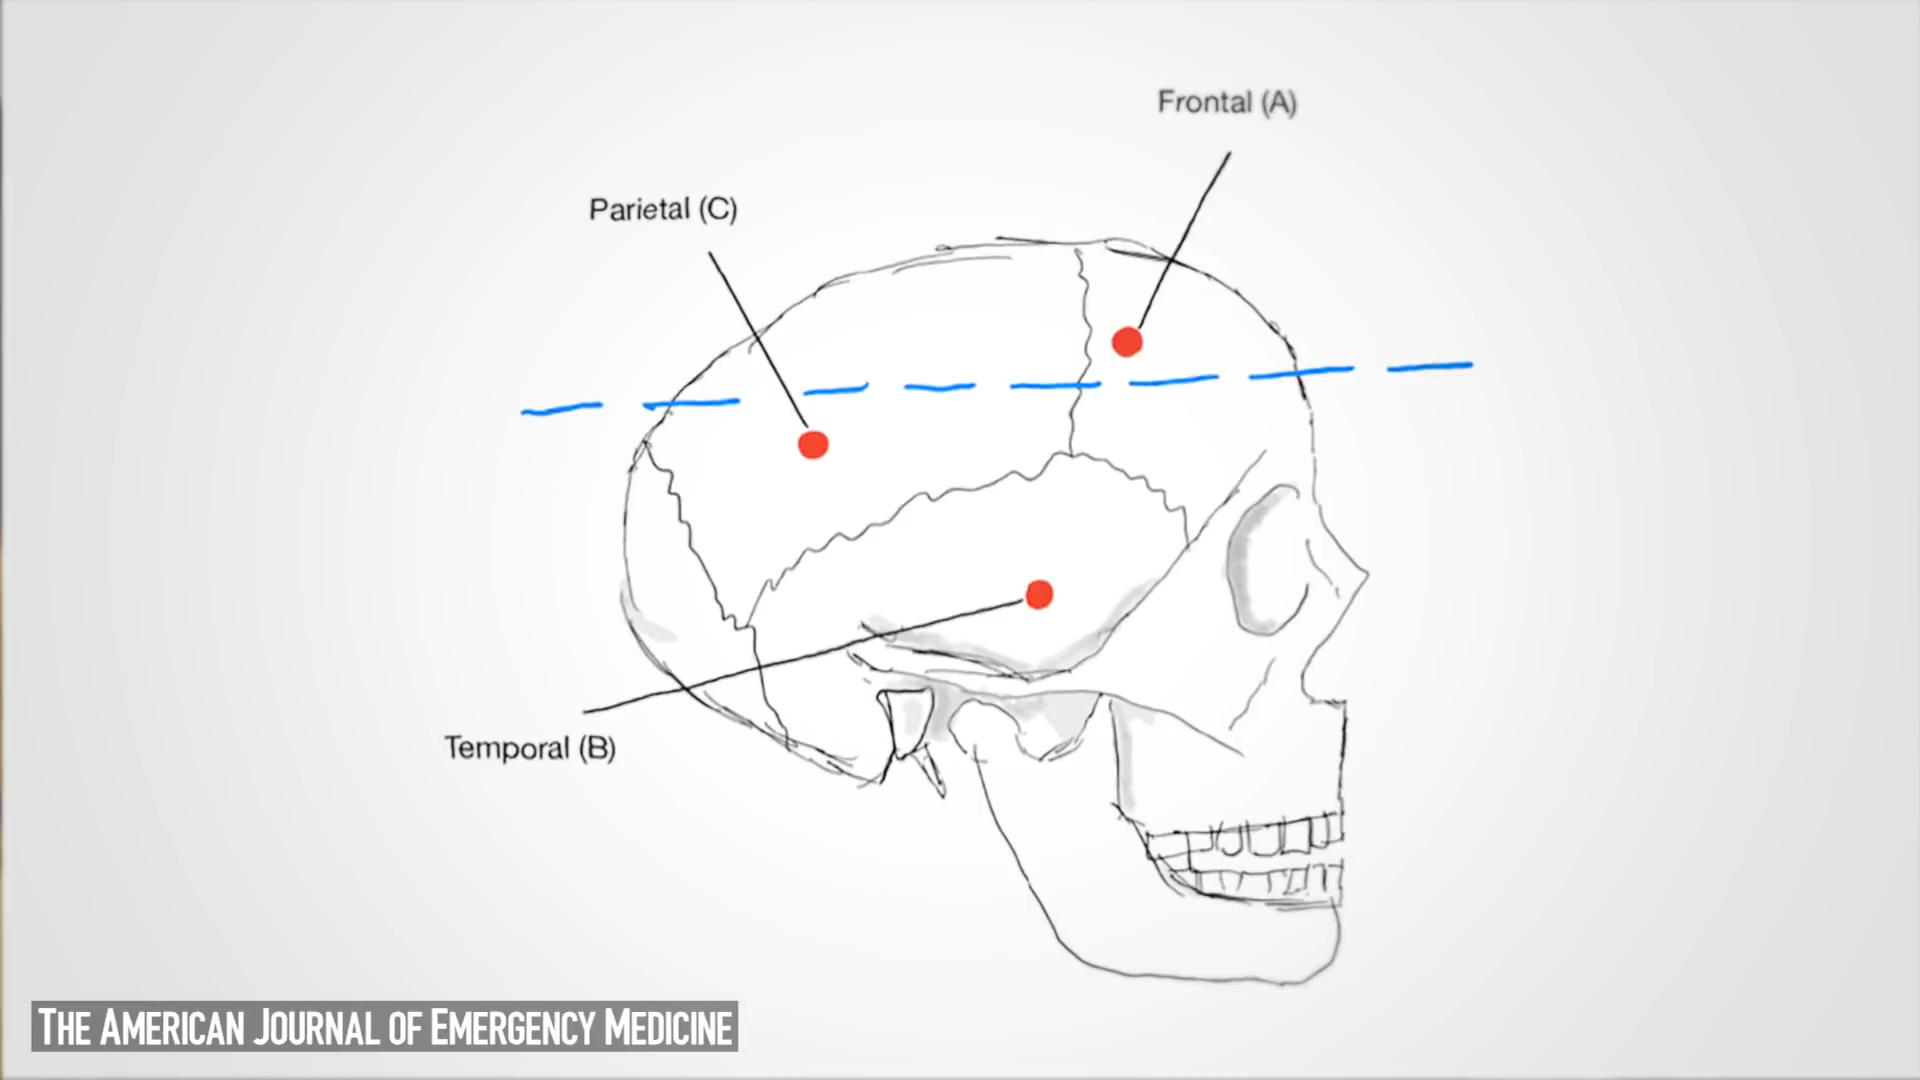 Frontal (A)
Parietal (C)
Temporal (B)
THE AMERICAN JOURNAL OF EMERGENCY MEDICINE